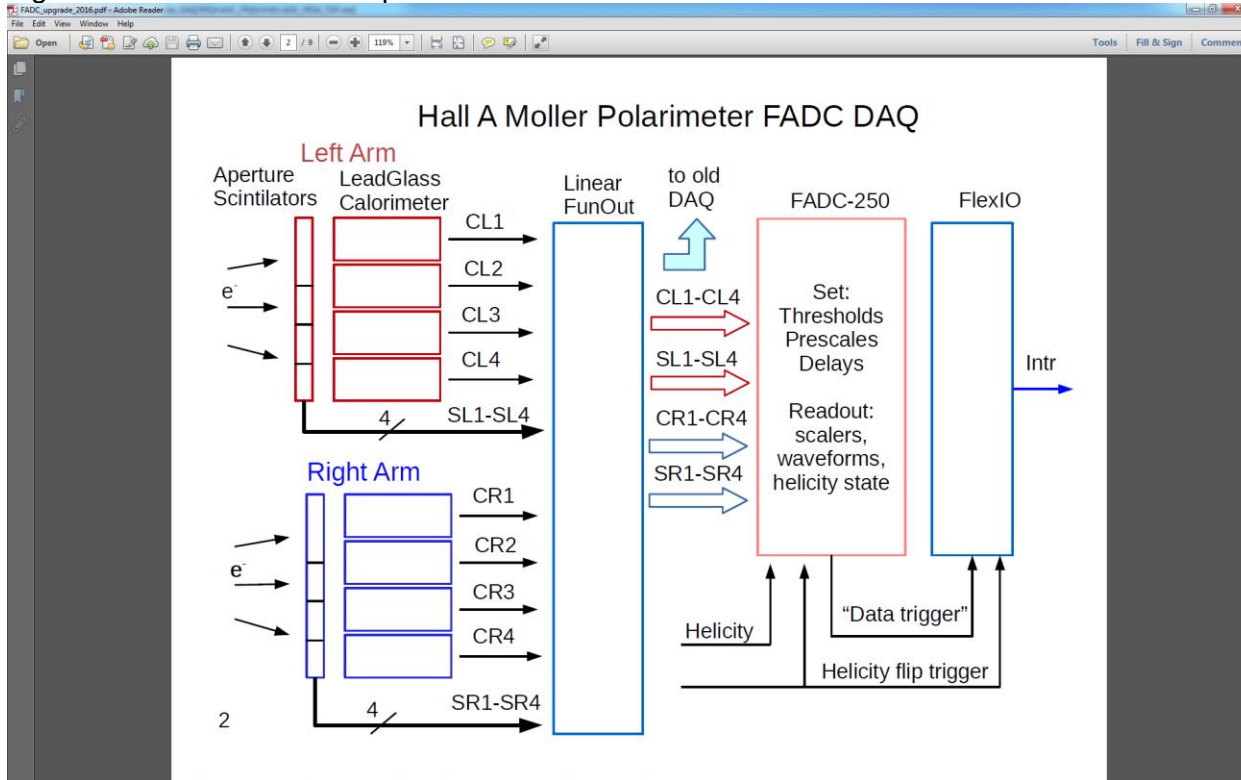 FADC_upgrade_2016.pdf - Adobe Reader
File Edit View Window Help
Open
2 / 9
119%
Tools
Fill & Sign
Commen
Hall A Moller Polarimeter FADC DAQ
Left Arm
Aperture
Scintilators
LeadGlass
Calorimeter
CL1
CL2
CL3
CL4
e-
4
SL1-SL4
Right Arm
CR1
CR2
CR3
CR4
e-
4
SR1-SR4
Linear
FunOut
to old
DAQ
CL1-CL4
SL1-SL4
CR1-CR4
SR1-SR4
FADC-250
Set:
Thresholds
Prescales
Delays
Readout:
scalers,
waveforms,
helicity state
FlexIO
Intr
"Data trigger"
Helicity
Helicity flip trigger
2